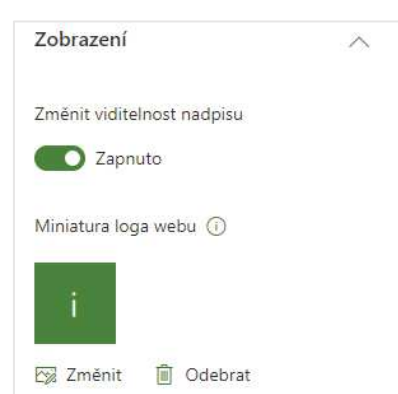 Zobrazení
Změnit viditelnost nadpisu
Zapnuto
Miniatura loga webu
i
Změnit Odebrat